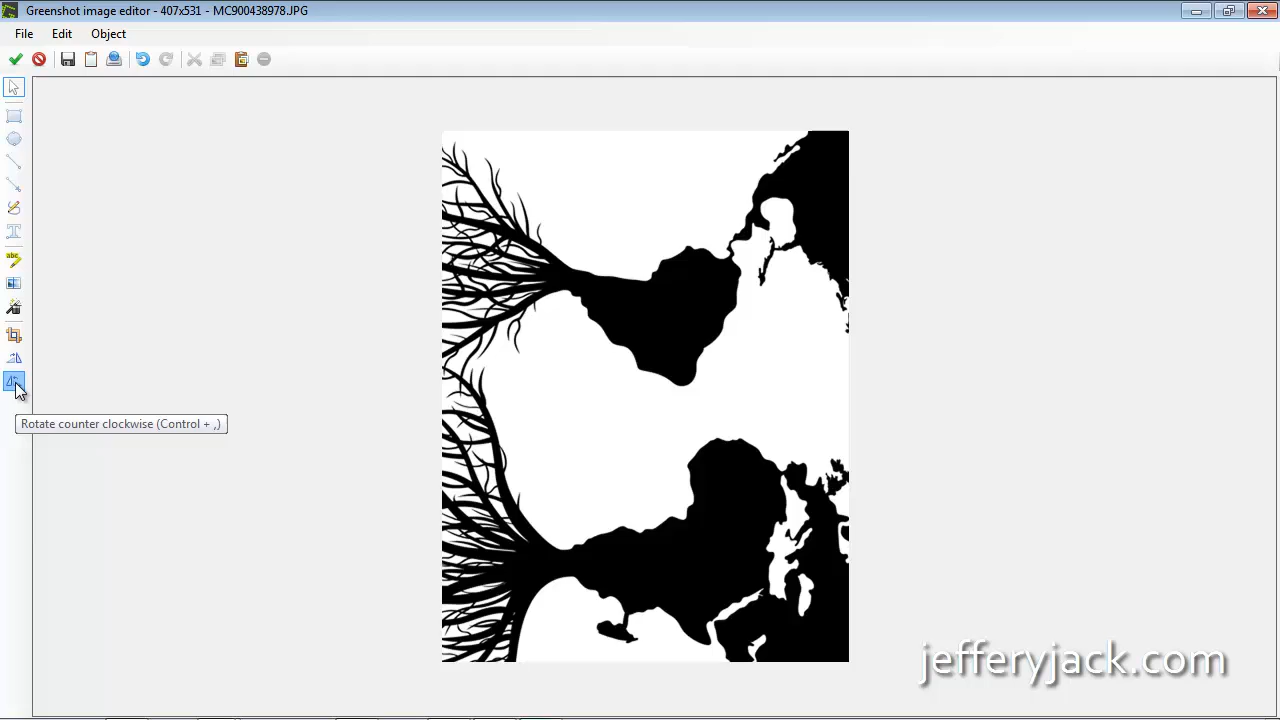 Greenshot image editor - 407x531 - MC900438978.JPG
File Edit Object
Rotate counter clockwise (Control + ,)
jefferyjack.com